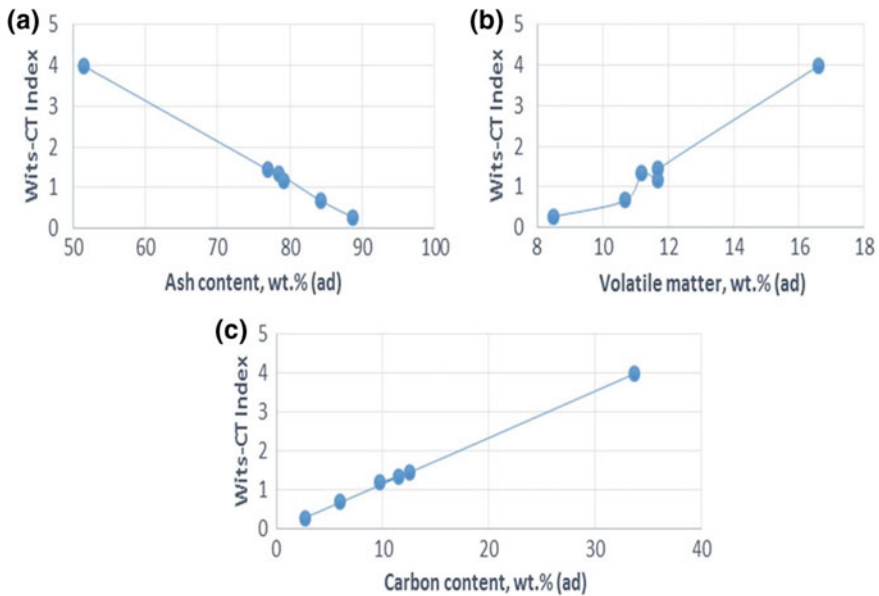 (a)
Wits-CT Index
5
4
3
2
1
0
50 60 70 80 90 100
Ash content, wt.% (ad)
(b)
Wits-CT Index
5
4
3
2
1
0
8 10 12 14 16 18
Volatile matter, wt.% (ad)
(c)
Wits-CT Index
5
4
3
2
1
0
0 10 20 30 40
Carbon content, wt.% (ad)